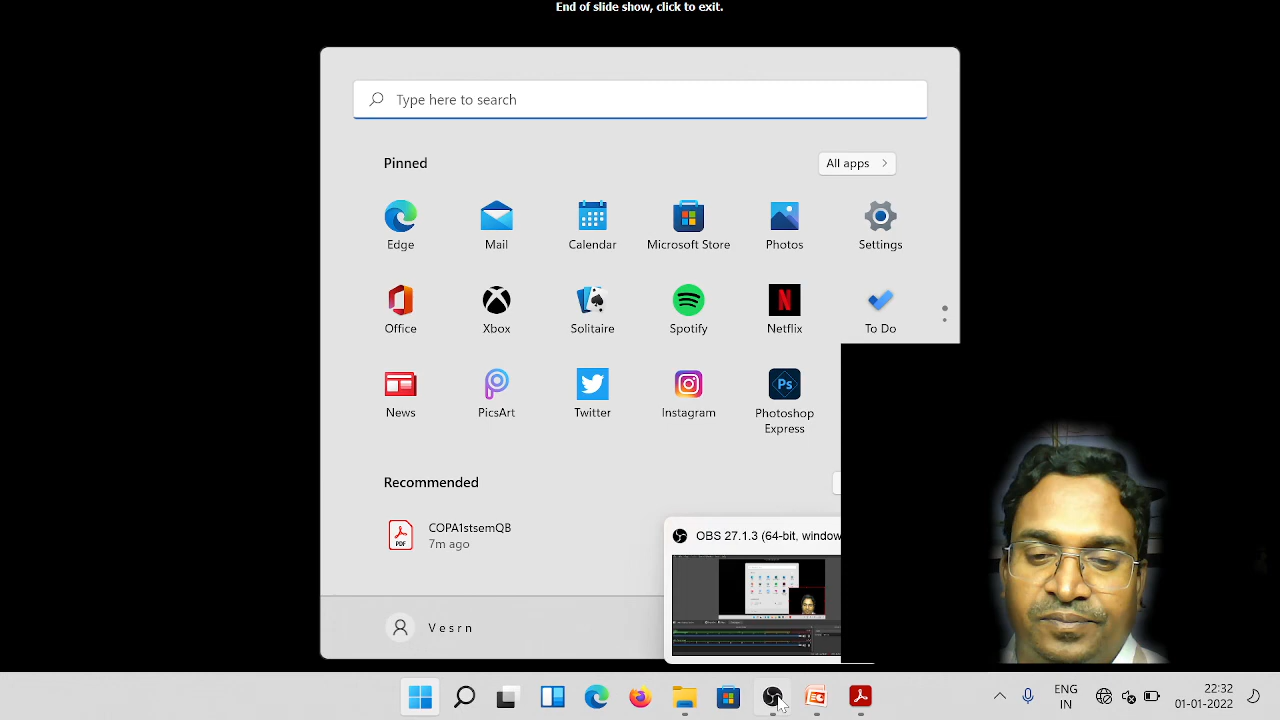 End of slide show, click to exit.
Type here to search
Pinned
All apps
Edge
Mail
Calendar
Microsoft Store
Photos
Settings
Office
Xbox
Solitaire
Spotify
Netflix
To Do
News
PicsArt
Twitter
Instagram
Photoshop
Express
Recommended
COPA1stsemQB
7m ago
OBS 27.1.3 (64-bit, window
ENG
IN
22:32
01-01-2022